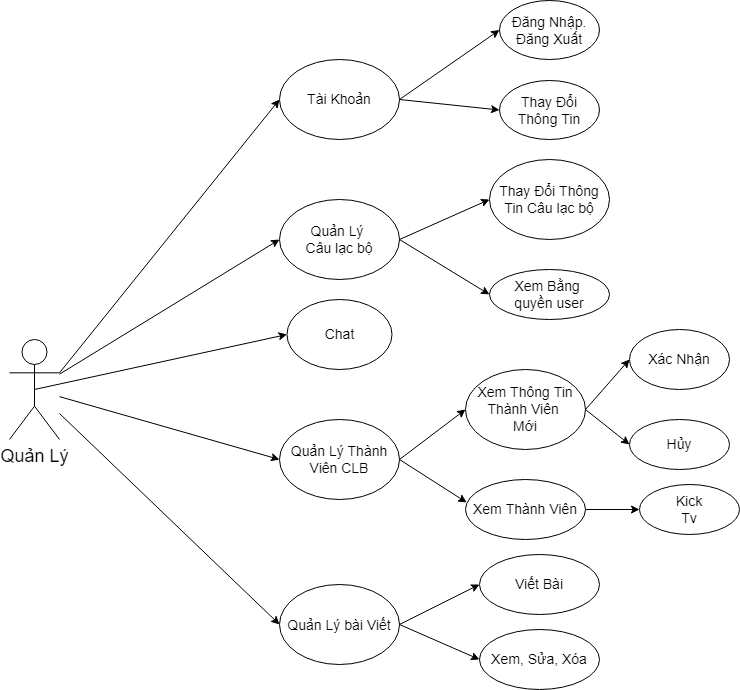 Đăng Nhập.
Đăng Xuất
Tài Khoản
Thay Đổi
Thông Tin
Thay Đổi Thông
Tin Câu lạc bộ
Quản Lý
Câu lạc bộ
Xem Bằng
quyền user
Chat
Xác Nhận
Xem Thông Tin
Thành Viên
Mới
Hủy
Quản Lý
Quản Lý Thành
Viên CLB
Xem Thành Viên
Kick
Tv
Viết Bài
Quản Lý bài Viết
Xem, Sửa, Xóa